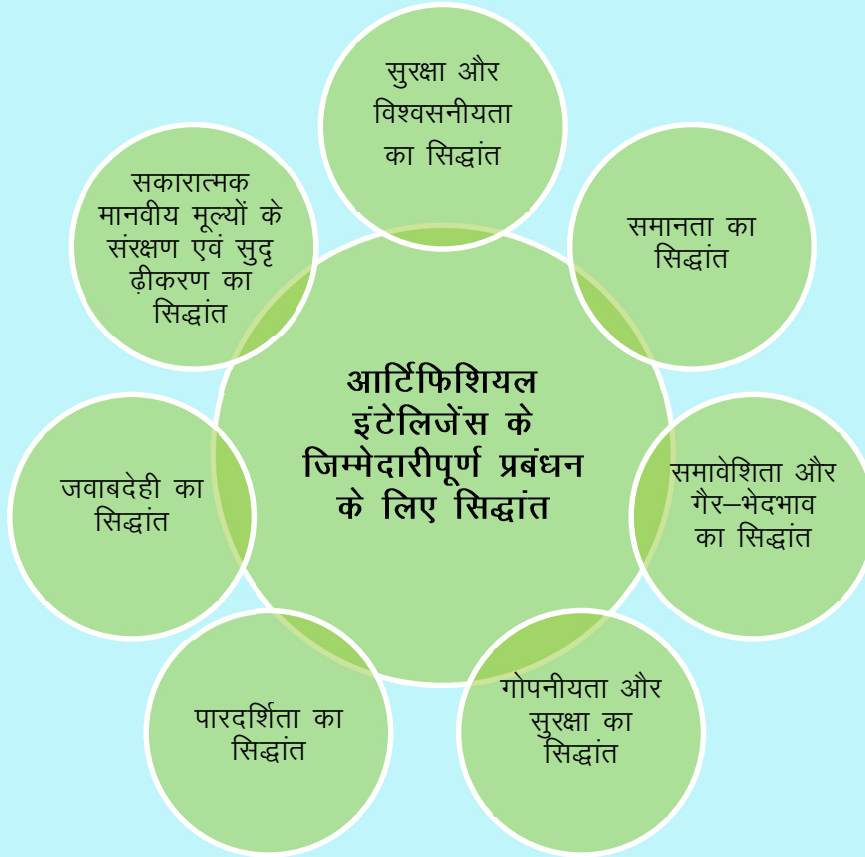 सुरक्षा और
विश्वसनीयता
का सिद्धांत
समानता का
सिद्धांत
समावेशिता और
गैर–भेदभाव
का सिद्धांत
गोपनीयता और
सुरक्षा का
सिद्धांत
पारदर्शिता का
सिद्धांत
जवाबदेही का
सिद्धांत
सकारात्मक
मानवीय मूल्यों के
संरक्षण एवं सुदृ
ढ़ीकरण का
सिद्धांत
आर्टिफिशियल
इंटेलिजेंस के
जिम्मेदारीपूर्ण प्रबंधन
के लिए सिद्धांत